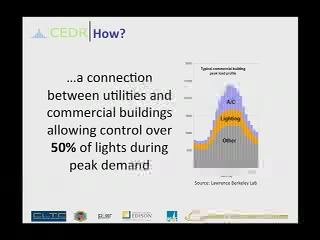 CEDR How?
...a connection
between utilities and
commercial buildings
allowing control over
50% of lights during
peak demand
Typical commercial building
peak load profile
A/C
Lighting
Other
Source: Lawrence Berkeley Lab
CLTC
EDISON